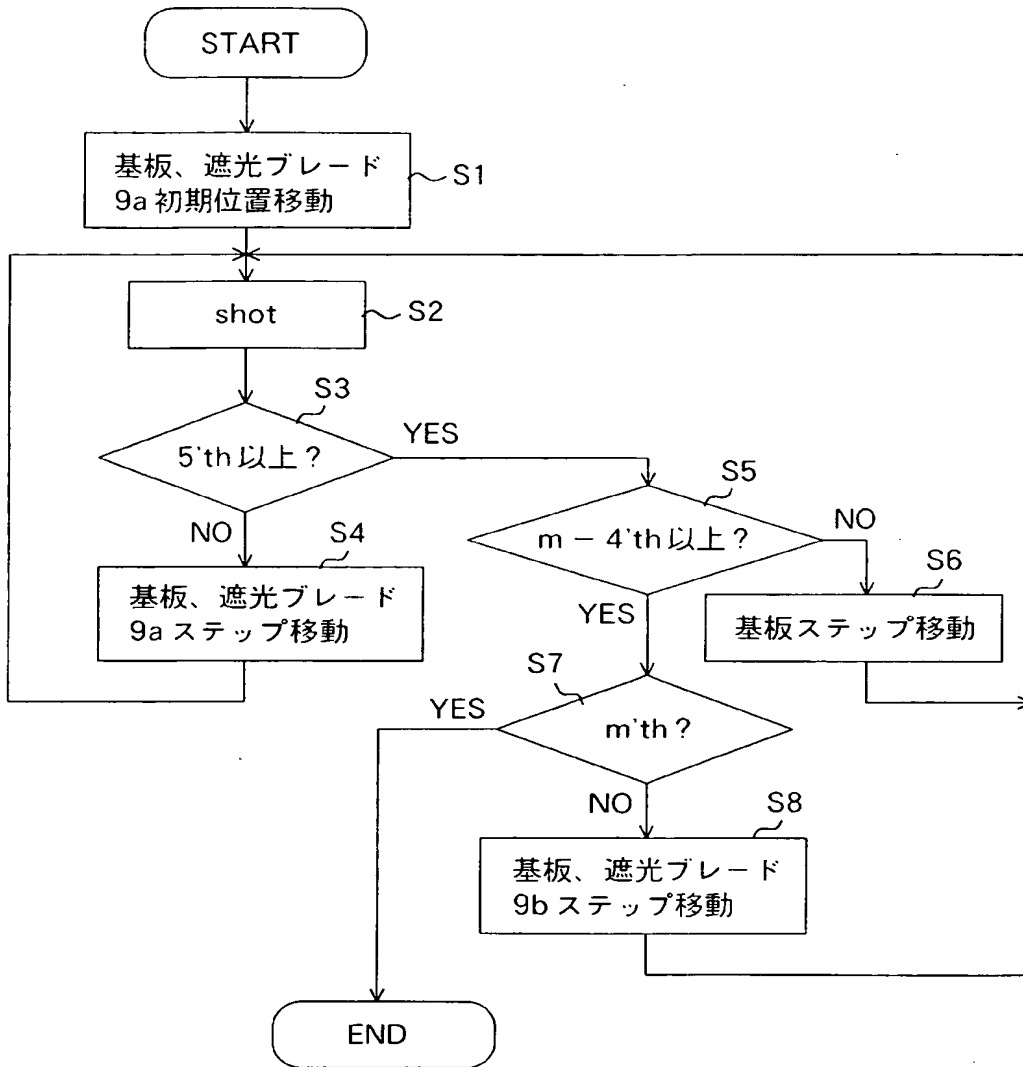 START
基板、遮光ブレード
9a 初期位置移動
S1
shot
S2
S3
5'th 以上？
YES
NO
S4
基板、遮光ブレード
9a ステップ移動
S5
m − 4'th 以上？
NO
YES
S6
基板ステップ移動
S7
m'th？
YES
NO
S8
基板、遮光ブレード
9b ステップ移動
END